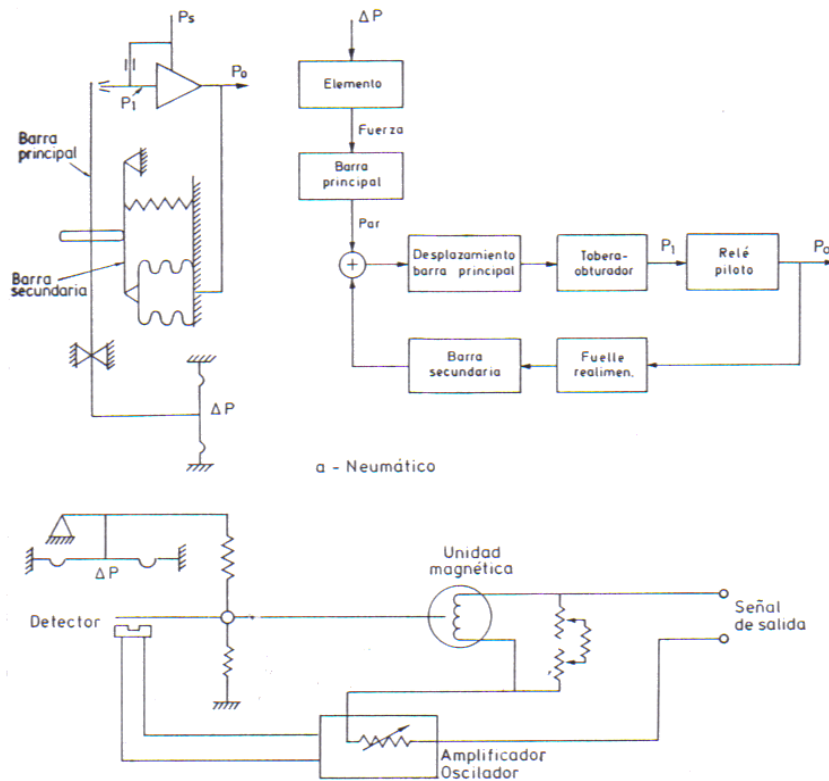 Ps
P1
Po
Barra
principal
Barra
secundaria
ΔP
ΔP
Elemento
Fuerza
Barra
principal
Par
+
Desplazamiento
barra principal
Tobera-
obturador
P1
Relé
piloto
Po
Barra
secundaria
Fuelle
realimen.
a - Neumático
ΔP
Detector
Unidad
magnética
Señal
de salida
Amplificador
Oscilador